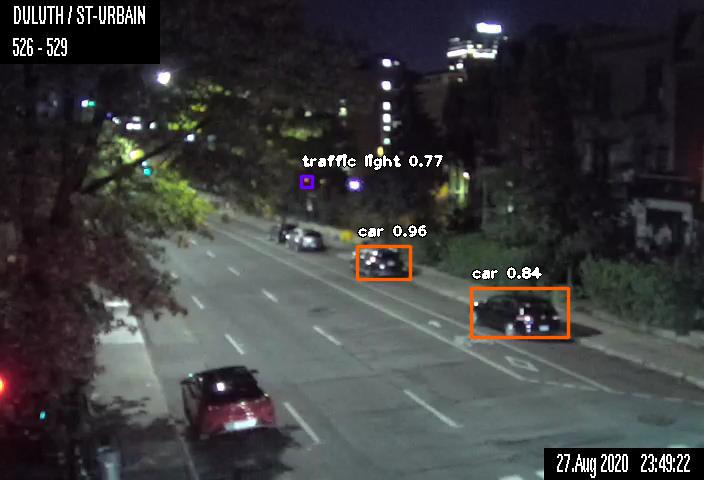 DULUTH / ST-URBAIN
526 - 529
traffic light 0.77
car 0.96
car 0.84
27.Aug 2020 23:49:22